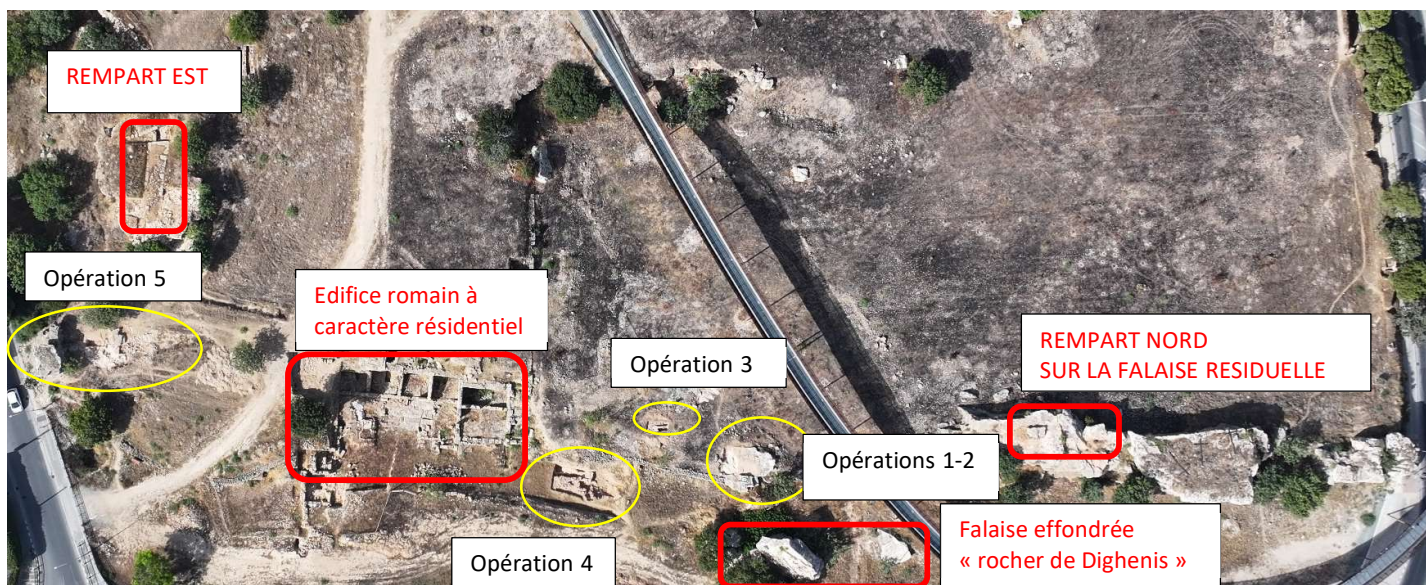 REMPART EST
Opération 5
Edifice romain à
caractère résidentiel
Opération 3
REMPART NORD
SUR LA FALAISE RESIDUELLE
Opérations 1-2
Opération 4
Falaise effondrée
« rocher de Dighenis »